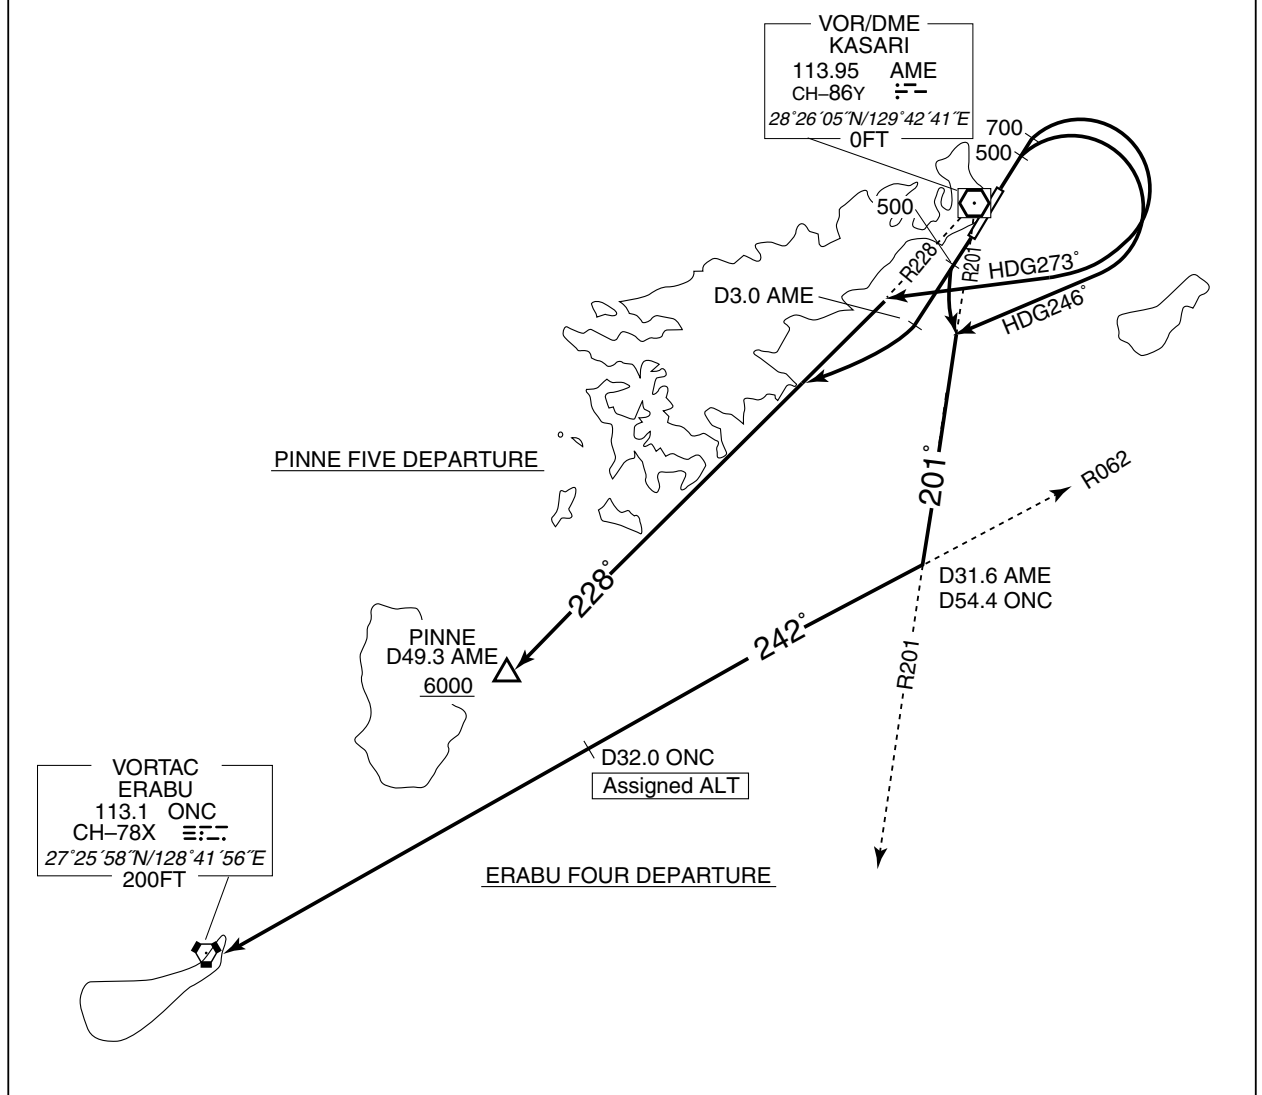 VOR/DME
KASARI
113.95 AME
CH–86Y
28°26´05˝N/129°42´41˝E
0FT
700
500
500
R228
R201
HDG273°
D3.0 AME
HDG246°
PINNE FIVE DEPARTURE
201°
R062
228°
D31.6 AME
D54.4 ONC
242°
PINNE
D49.3 AME
6000
R201
D32.0 ONC
Assigned ALT
VORTAC
ERABU
113.1 ONC
CH–78X
27°25´58˝N/128°41´56˝E
200FT
ERABU FOUR DEPARTURE